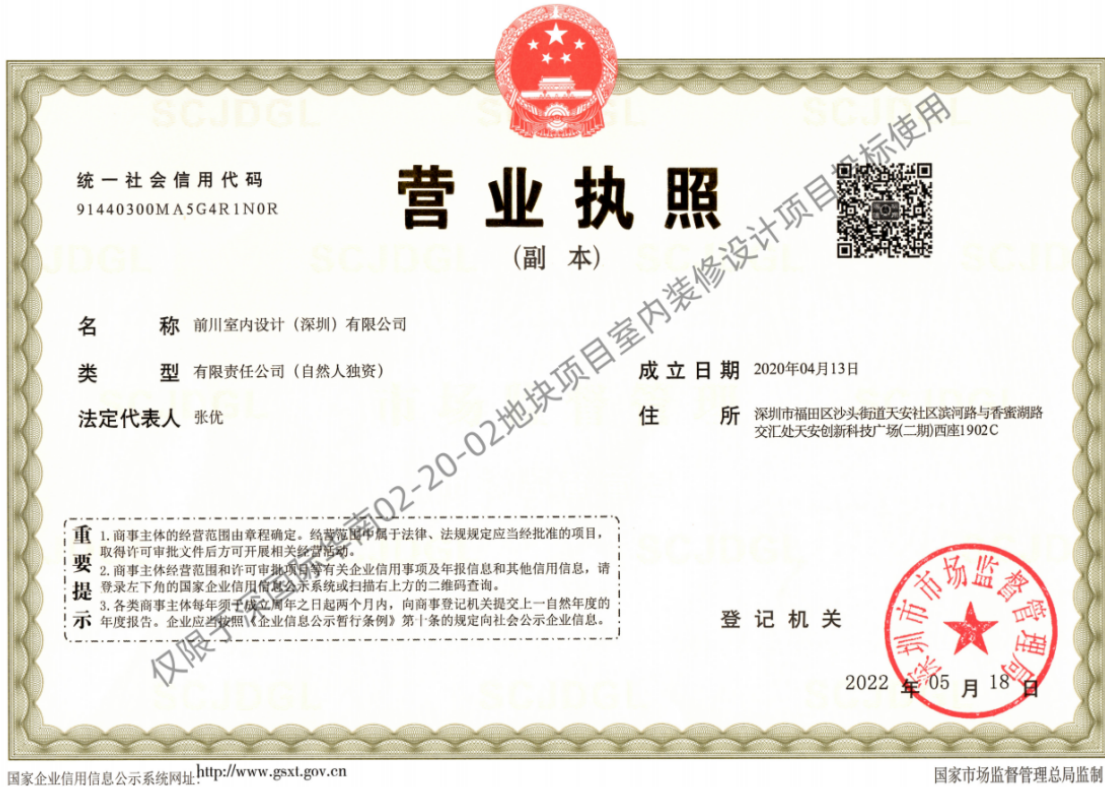 统一社会信用代码
91440300MA5G4R1N0R
营业执照
(副 本)
名 称 前川室内设计（深圳）有限公司
类 型 有限责任公司（自然人独资）
法定代表人 张优
成立日期 2020年04月13日
住 所 深圳市福田区沙头街道天安社区滨河路与香蜜湖路
交汇处天安创新科技广场(二期)西座1902C
重要提示
1.商事主体的经营范围由章程确定。经营范围中属于法律、法规规定应当经批准的项目，
取得许可审批文件后方可开展相关经营活动。
2.商事主体经营范围和许可审批项目等有关企业信用事项及年报信息和其他信用信息，请
登录左下角的国家企业信用信息公示系统或扫描右上方的二维码查询。
3.各类商事主体每年须于成立周年之日起两个月内，向商事登记机关提交上一自然年度的
年度报告。企业应当按照《企业信息公示暂行条例》第十条的规定向社会公示企业信息。
登记机关
深圳市市场监督管理局
2022 年 05 月 18 日
仅限于深国际华南02-20-02地块项目室内装修设计项目投标使用
国家企业信用信息公示系统网址:http://www.gsxt.gov.cn
国家市场监督管理总局监制
SCJDGL